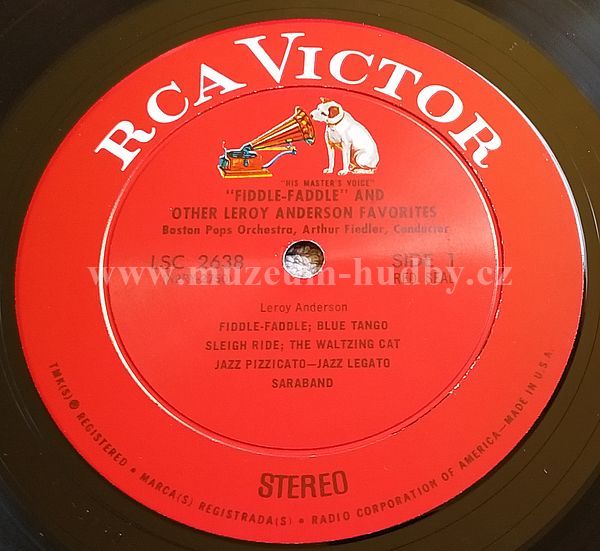 RCA VICTOR
"HIS MASTER'S VOICE"
"FIDDLE-FADDLE" AND
OTHER LEROY ANDERSON FAVORITES
Boston Pops Orchestra, Arthur Fiedler, Conductor
LSC 2638 SIDE 1
RED SEAL
www.muzeum-hudby.cz
Leroy Anderson
FIDDLE-FADDLE; BLUE TANGO
SLEIGH RIDE; THE WALTZING CAT
JAZZ PIZZICATO—JAZZ LEGATO
SARABAND
STEREO
TMK(S) ® REGISTERED • MARCA(S) REGISTRADA(S) • RADIO CORPORATION OF AMERICA—MADE IN U.S.A.